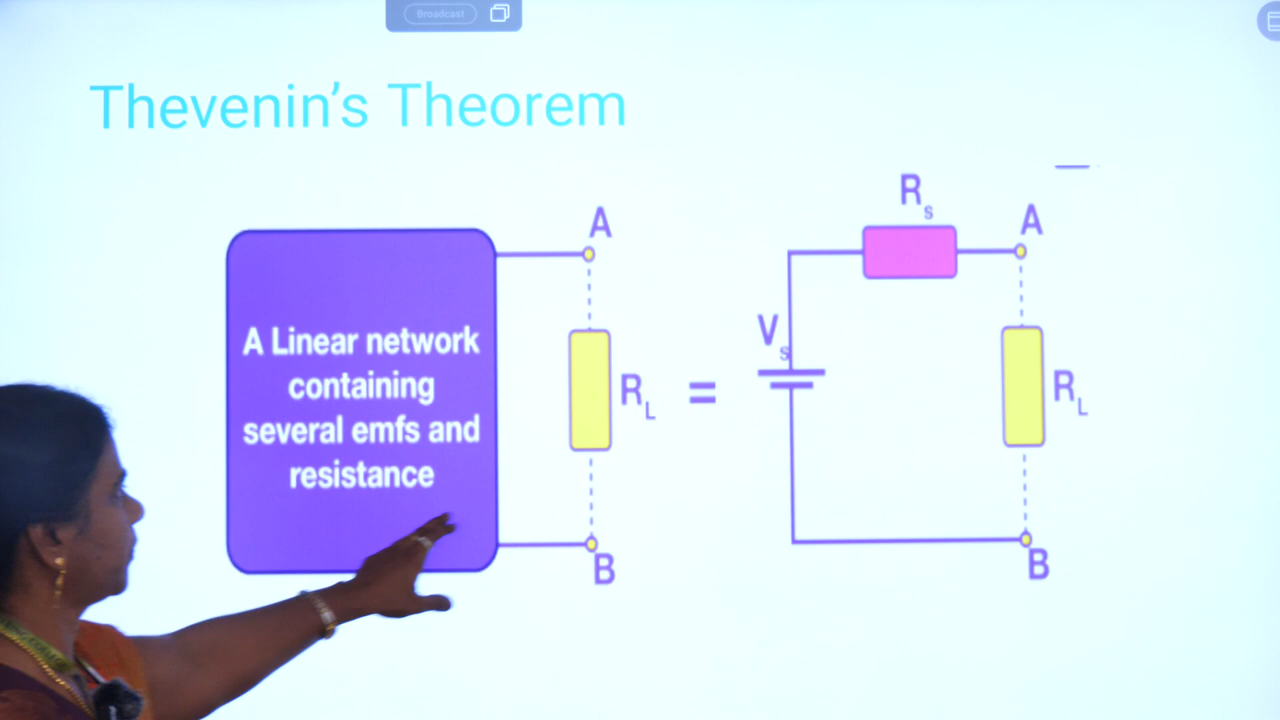 Broadcast
Thevenin's Theorem
A Linear network
containing
several emfs and
resistance
A
R_L
B
=
V_s
R_s
A
R_L
B